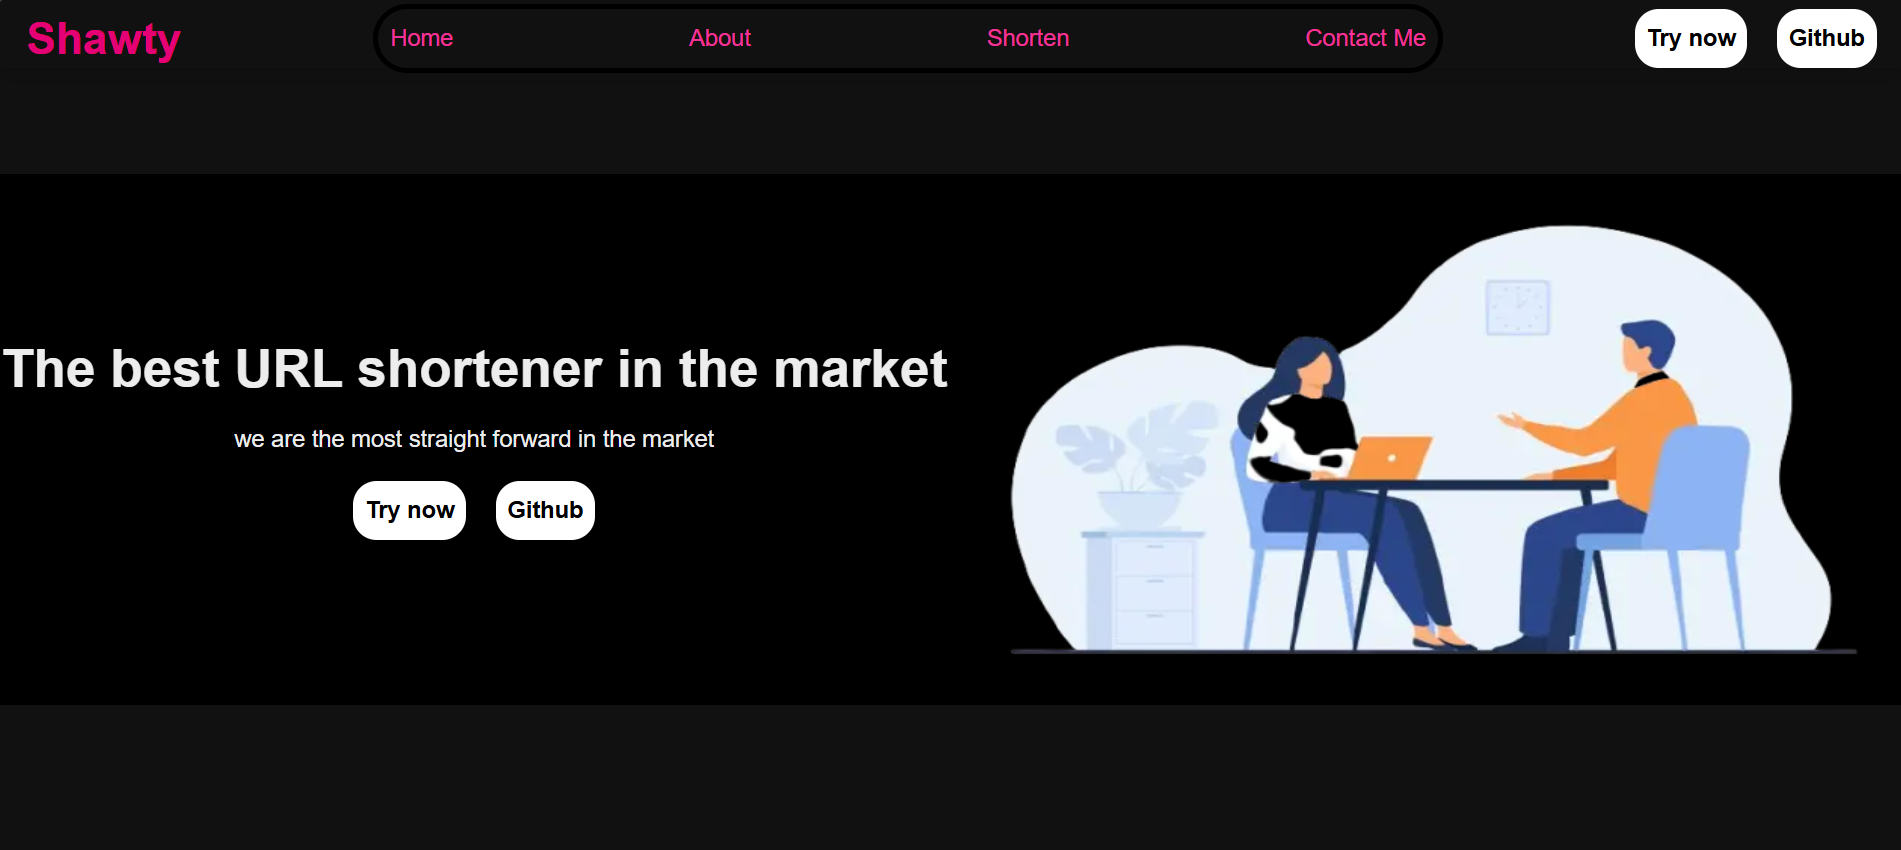 Shawty Home About Shorten Contact Me Try now Github
The best URL shortener in the market
we are the most straight forward in the market
Try now Github